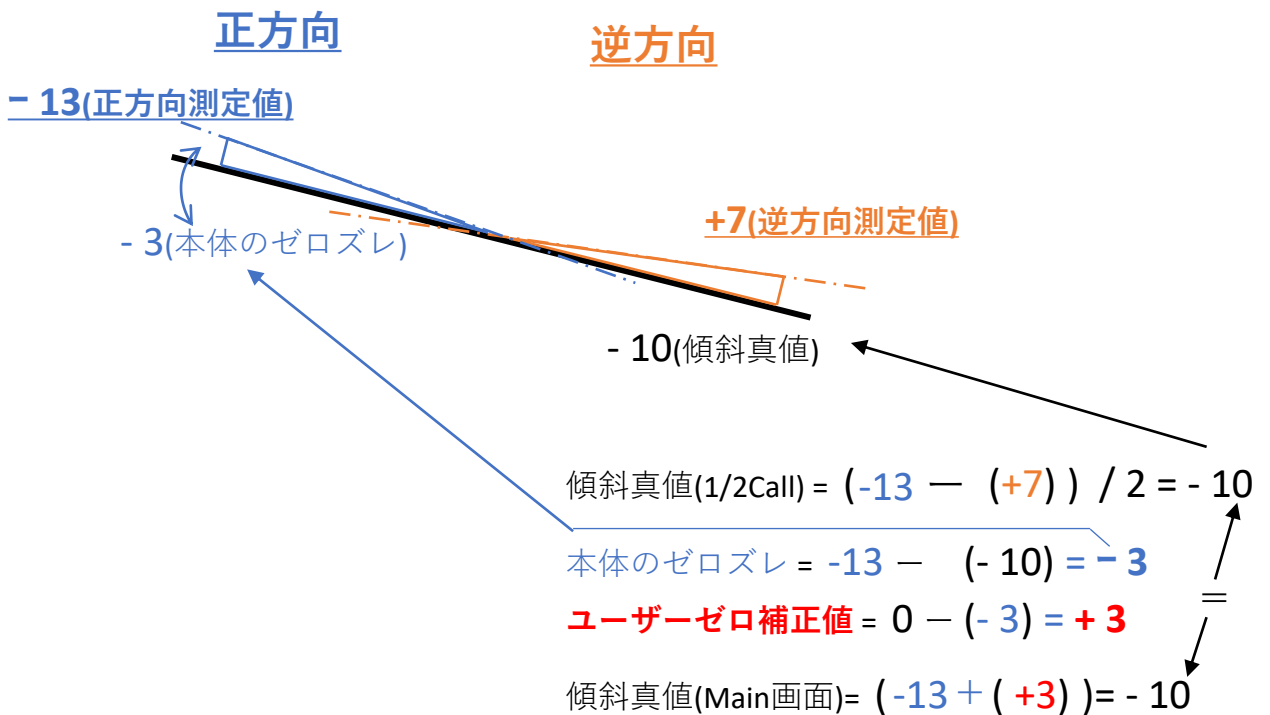 正方向
逆方向
− 13(正方向測定値)
+7(逆方向測定値)
- 3(本体のゼロズレ)
- 10(傾斜真値)
傾斜真値(1/2Call) = (-13 － (+7) ) / 2 = - 10
本体のゼロズレ = -13 － (- 10) = − 3
＝
ユーザーゼロ補正値 = 0 － (- 3) = + 3
傾斜真値(Main画面)= ( -13＋( +3) )= - 10